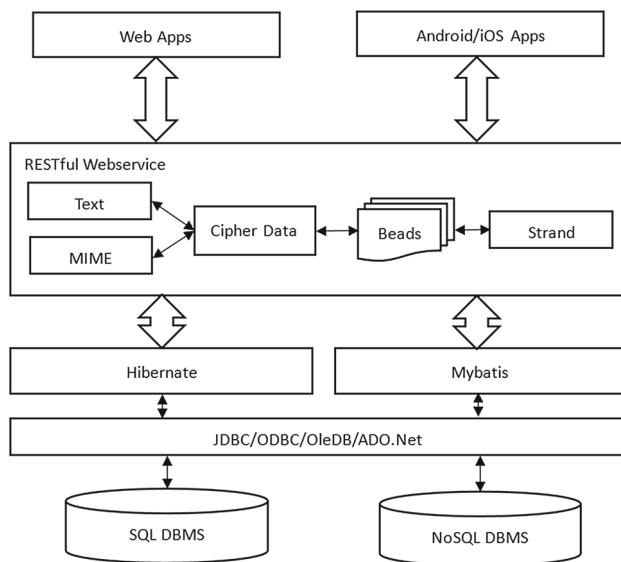 Web Apps
Android/iOS Apps
RESTful Webservice
Text
MIME
Cipher Data
Beads
Strand
Hibernate
Mybatis
JDBC/ODBC/OleDB/ADO.Net
SQL DBMS
NoSQL DBMS